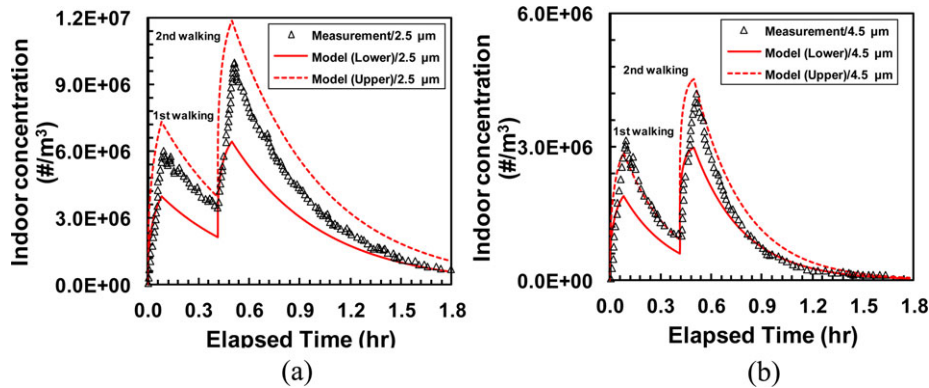 (a)
Indoor concentration
(#/m³)
1.2E+07
9.0E+06
6.0E+06
3.0E+06
0.0E+00
2nd walking
1st walking
Measurement/2.5 µm
Model (Lower)/2.5 µm
Model (Upper)/2.5 µm
0.0 0.3 0.6 0.9 1.2 1.5 1.8
Elapsed Time (hr)
(a)
(b)
Indoor concentration
(#/m³)
6.0E+06
3.0E+06
0.0E+00
2nd walking
1st walking
Measurement/4.5 µm
Model (Lower)/4.5 µm
Model (Upper)/4.5 µm
0.0 0.3 0.6 0.9 1.2 1.5 1.8
Elapsed Time (hr)
(b)